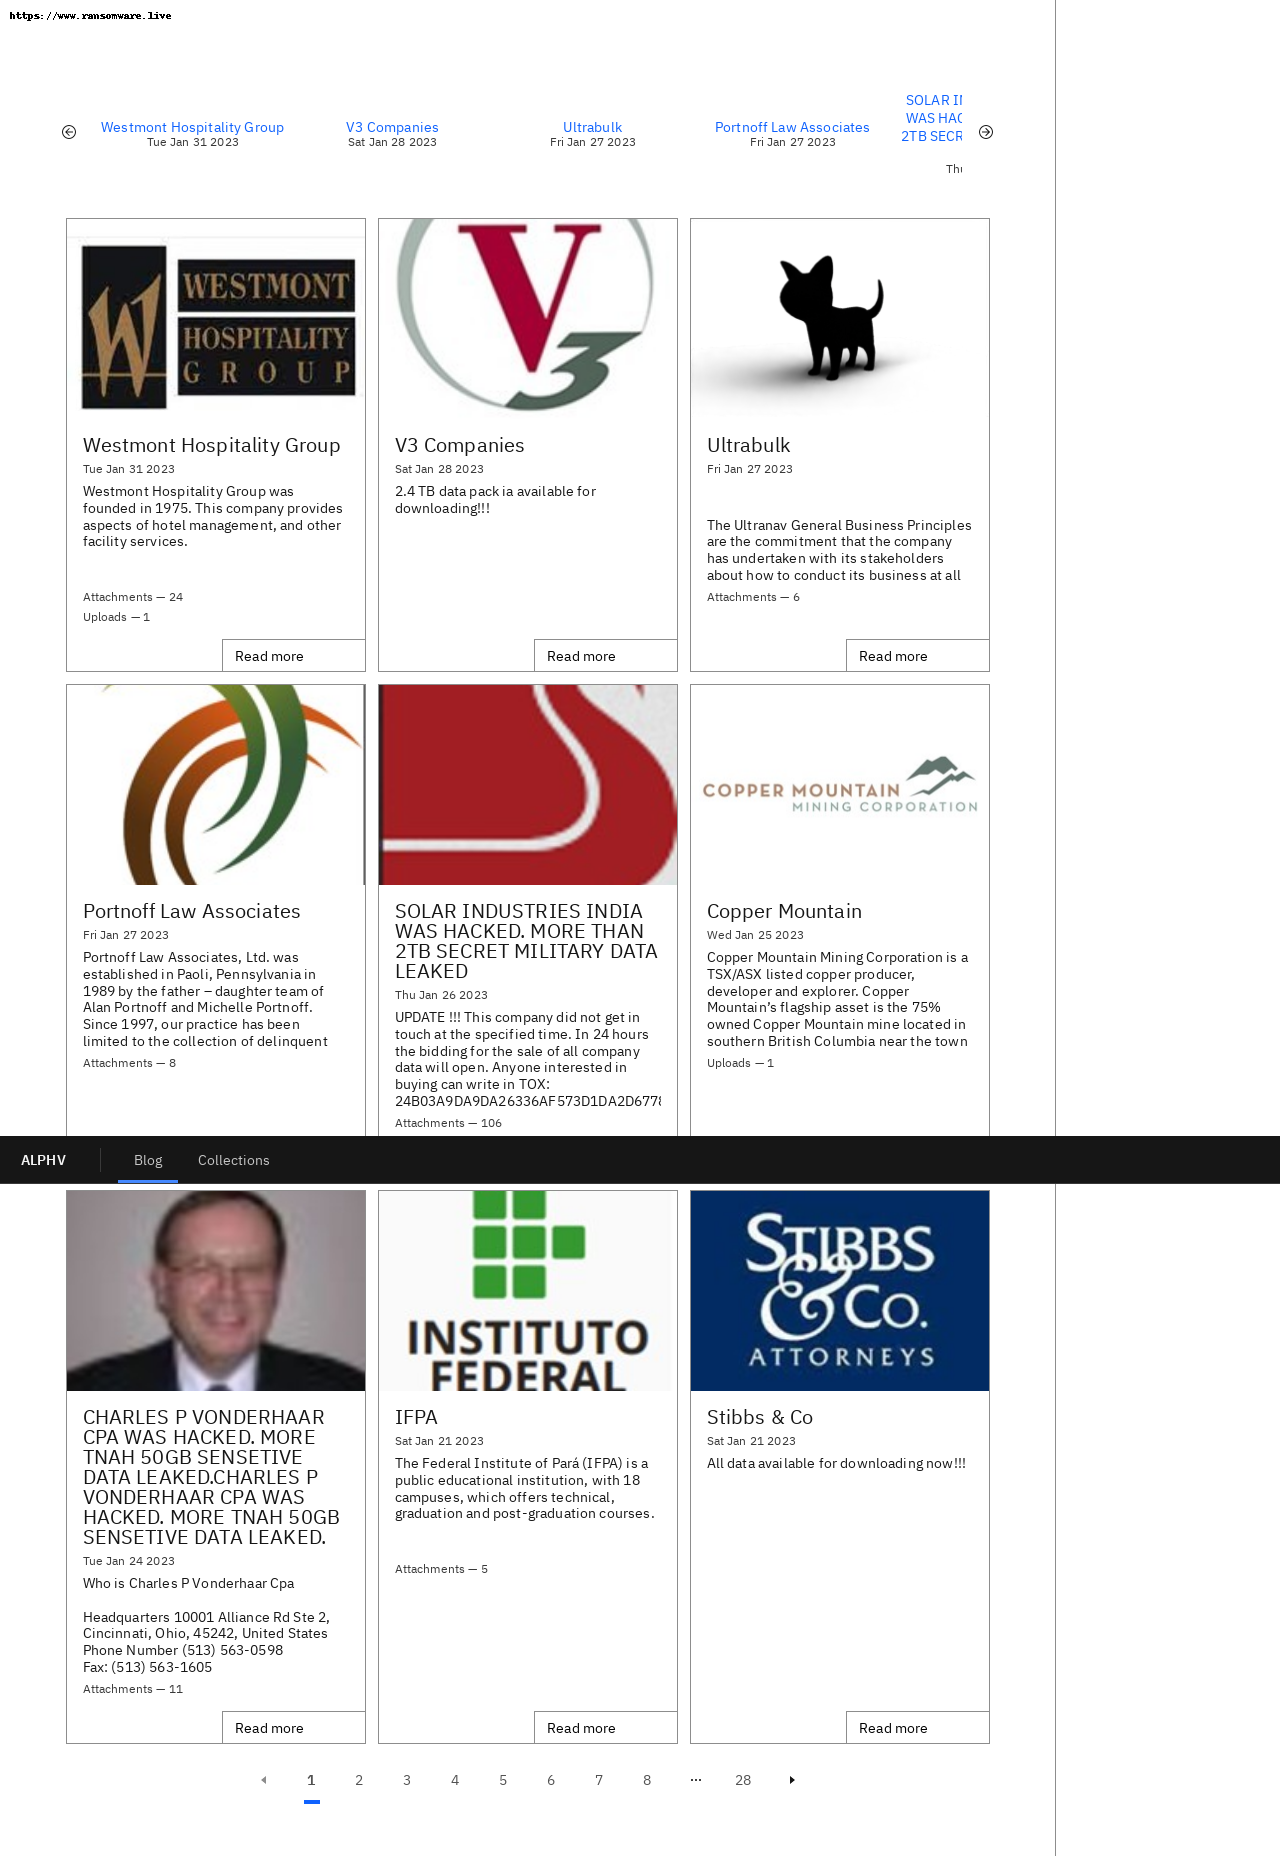 https://www.ransomware.live
Westmont Hospitality Group
Tue Jan 31 2023
V3 Companies
Sat Jan 28 2023
Ultrabulk
Fri Jan 27 2023
Portnoff Law Associates
Fri Jan 27 2023
SOLAR IN
WAS HAC
2TB SECR
Thu
WESTMONT
HOSPITALITY
GROUP
Westmont Hospitality Group
Tue Jan 31 2023
Westmont Hospitality Group was
founded in 1975. This company provides
aspects of hotel management, and other
facility services.
Attachments — 24
Uploads — 1
Read more
V3
V3 Companies
Sat Jan 28 2023
2.4 TB data pack ia available for
downloading!!!
Read more
Ultrabulk
Fri Jan 27 2023
The Ultranav General Business Principles
are the commitment that the company
has undertaken with its stakeholders
about how to conduct its business at all
Attachments — 6
Read more
Portnoff Law Associates
Fri Jan 27 2023
Portnoff Law Associates, Ltd. was
established in Paoli, Pennsylvania in
1989 by the father – daughter team of
Alan Portnoff and Michelle Portnoff.
Since 1997, our practice has been
limited to the collection of delinquent
Attachments — 8
SOLAR INDUSTRIES INDIA
WAS HACKED. MORE THAN
2TB SECRET MILITARY DATA
LEAKED
Thu Jan 26 2023
UPDATE !!! This company did not get in
touch at the specified time. In 24 hours
the bidding for the sale of all company
data will open. Anyone interested in
buying can write in TOX:
24B03A9DA9DA26336AF573D1DA2D6778
Attachments — 106
COPPER MOUNTAIN
MINING CORPORATION
Copper Mountain
Wed Jan 25 2023
Copper Mountain Mining Corporation is a
TSX/ASX listed copper producer,
developer and explorer. Copper
Mountain’s flagship asset is the 75%
owned Copper Mountain mine located in
southern British Columbia near the town
Uploads — 1
ALPHV
Blog
Collections
CHARLES P VONDERHAAR
CPA WAS HACKED. MORE
TNAH 50GB SENSETIVE
DATA LEAKED.CHARLES P
VONDERHAAR CPA WAS
HACKED. MORE TNAH 50GB
SENSETIVE DATA LEAKED.
Tue Jan 24 2023
Who is Charles P Vonderhaar Cpa
Headquarters 10001 Alliance Rd Ste 2,
Cincinnati, Ohio, 45242, United States
Phone Number (513) 563-0598
Fax: (513) 563-1605
Attachments — 11
Read more
INSTITUTO
FEDERAL
IFPA
Sat Jan 21 2023
The Federal Institute of Pará (IFPA) is a
public educational institution, with 18
campuses, which offers technical,
graduation and post-graduation courses.
Attachments — 5
Read more
STIBBS
& CO.
ATTORNEYS
Stibbs & Co
Sat Jan 21 2023
All data available for downloading now!!!
Read more
1 2 3 4 5 6 7 8 ... 28